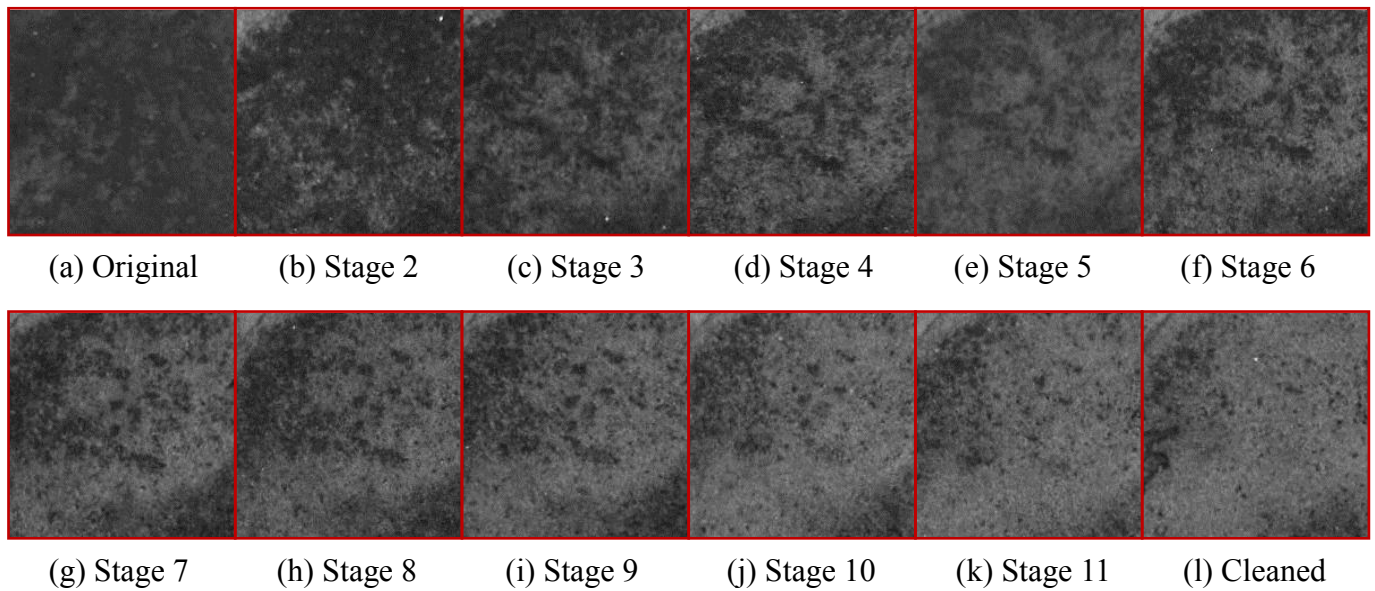 (a) Original (b) Stage 2 (c) Stage 3 (d) Stage 4 (e) Stage 5 (f) Stage 6
(g) Stage 7 (h) Stage 8 (i) Stage 9 (j) Stage 10 (k) Stage 11 (l) Cleaned